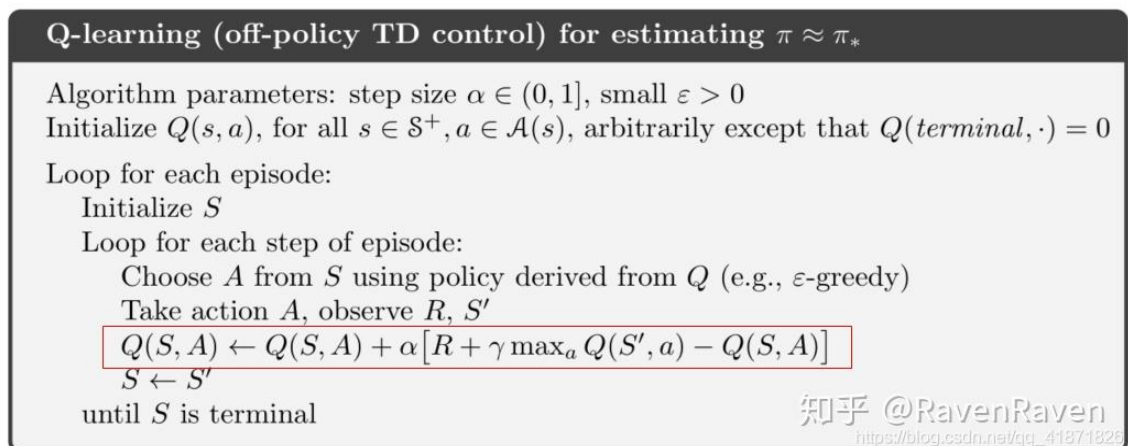 Q-learning (off-policy TD control) for estimating π ≈ π*
Algorithm parameters: step size α ∈ (0, 1], small ε > 0
Initialize Q(s, a), for all s ∈ S⁺, a ∈ A(s), arbitrarily except that Q(terminal, ·) = 0
Loop for each episode:
Initialize S
Loop for each step of episode:
Choose A from S using policy derived from Q (e.g., ε-greedy)
Take action A, observe R, S′
Q(S, A) ← Q(S, A) + α[R + γ maxₐ Q(S′, a) − Q(S, A)]
S ← S′
until S is terminal
知乎 @RavenRaven
https://blog.csdn.net/qq_41871826